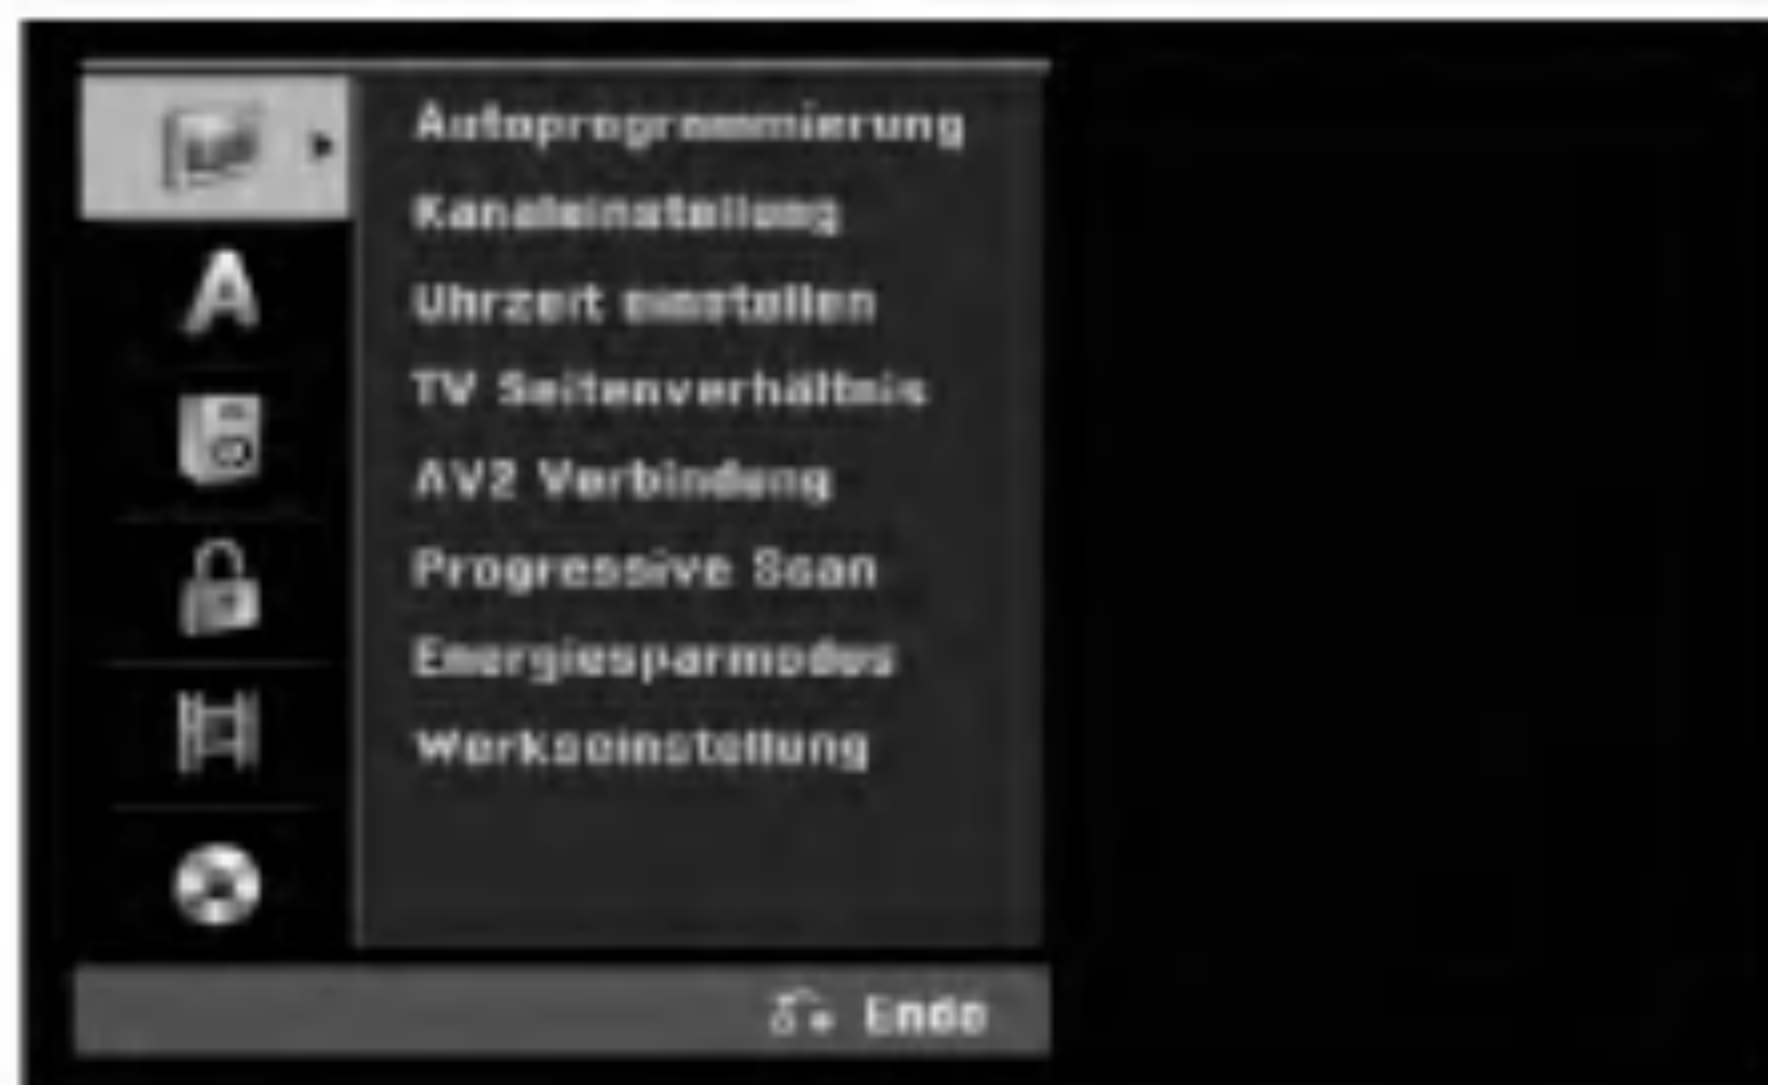 Autoprogrammierung
Kanaleinstellung
A
Uhrzeit einstellen
TV Seitenverhältnis
AV2 Verbindung
Progressive Scan
Energiesparmodus
Werkseinstellung
Ende